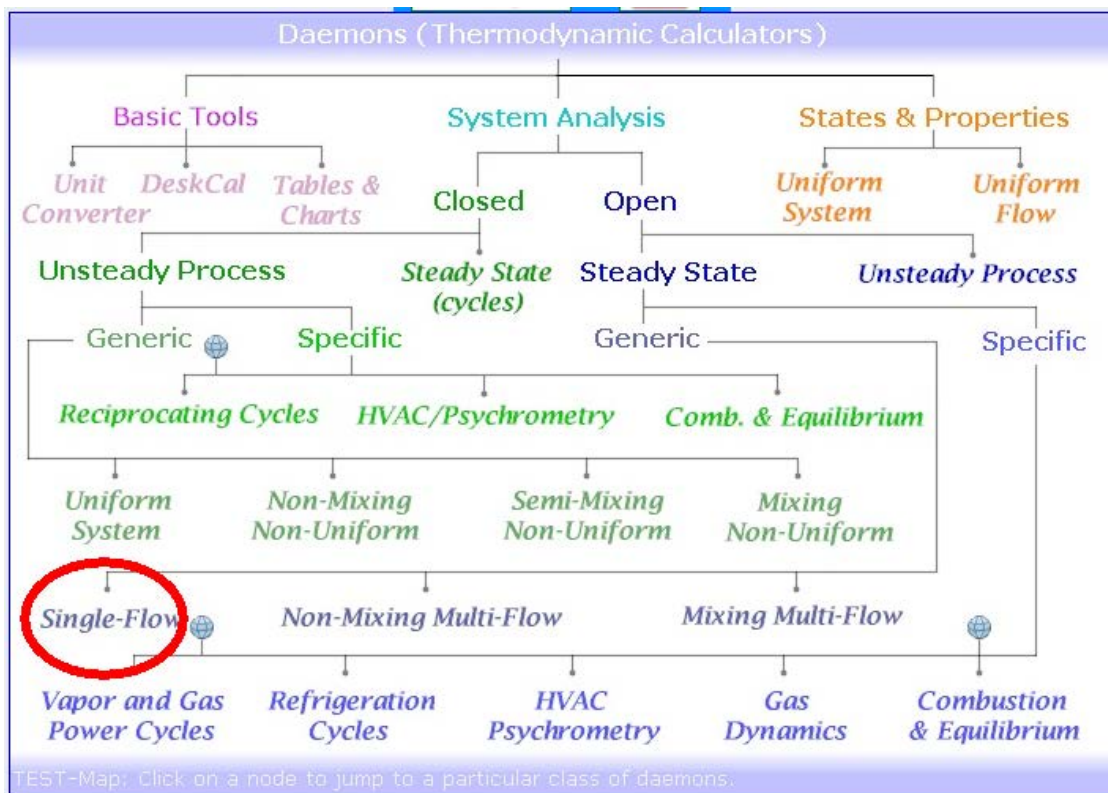 Daemons (Thermodynamic Calculators)
Basic Tools
System Analysis
States & Properties
Unit
Converter
DeskCal
Tables &
Charts
Closed
Open
Uniform
System
Uniform
Flow
Unsteady Process
Steady State
(cycles)
Steady State
Unsteady Process
Generic
Specific
Generic
Specific
Reciprocating Cycles
HVAC/Psychrometry
Comb. & Equilibrium
Uniform
System
Non-Mixing
Non-Uniform
Semi-Mixing
Non-Uniform
Mixing
Non-Uniform
Single-Flow
Non-Mixing Multi-Flow
Mixing Multi-Flow
Vapor and Gas
Power Cycles
Refrigeration
Cycles
HVAC
Psychrometry
Gas
Dynamics
Combustion
& Equilibrium
TEST-Map: Click on a node to jump to a particular class of daemons.